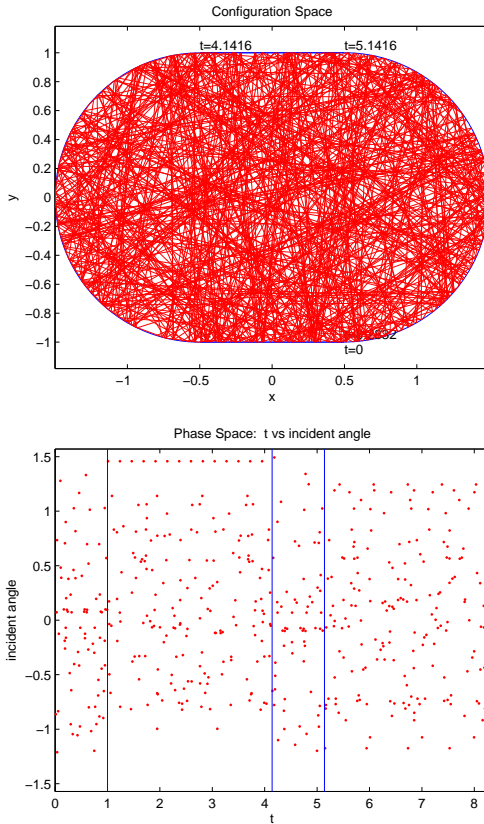 Configuration Space
t=4.1416 t=5.1416
1
0.8
0.6
0.4
0.2
0
−0.2
−0.4
−0.6
−0.8
−1
y
t=0
−1 −0.5 0 0.5 1
x
Phase Space: t vs incident angle
1.5
1
0.5
0
−0.5
−1
−1.5
incident angle
0 1 2 3 4 5 6 7 8
t